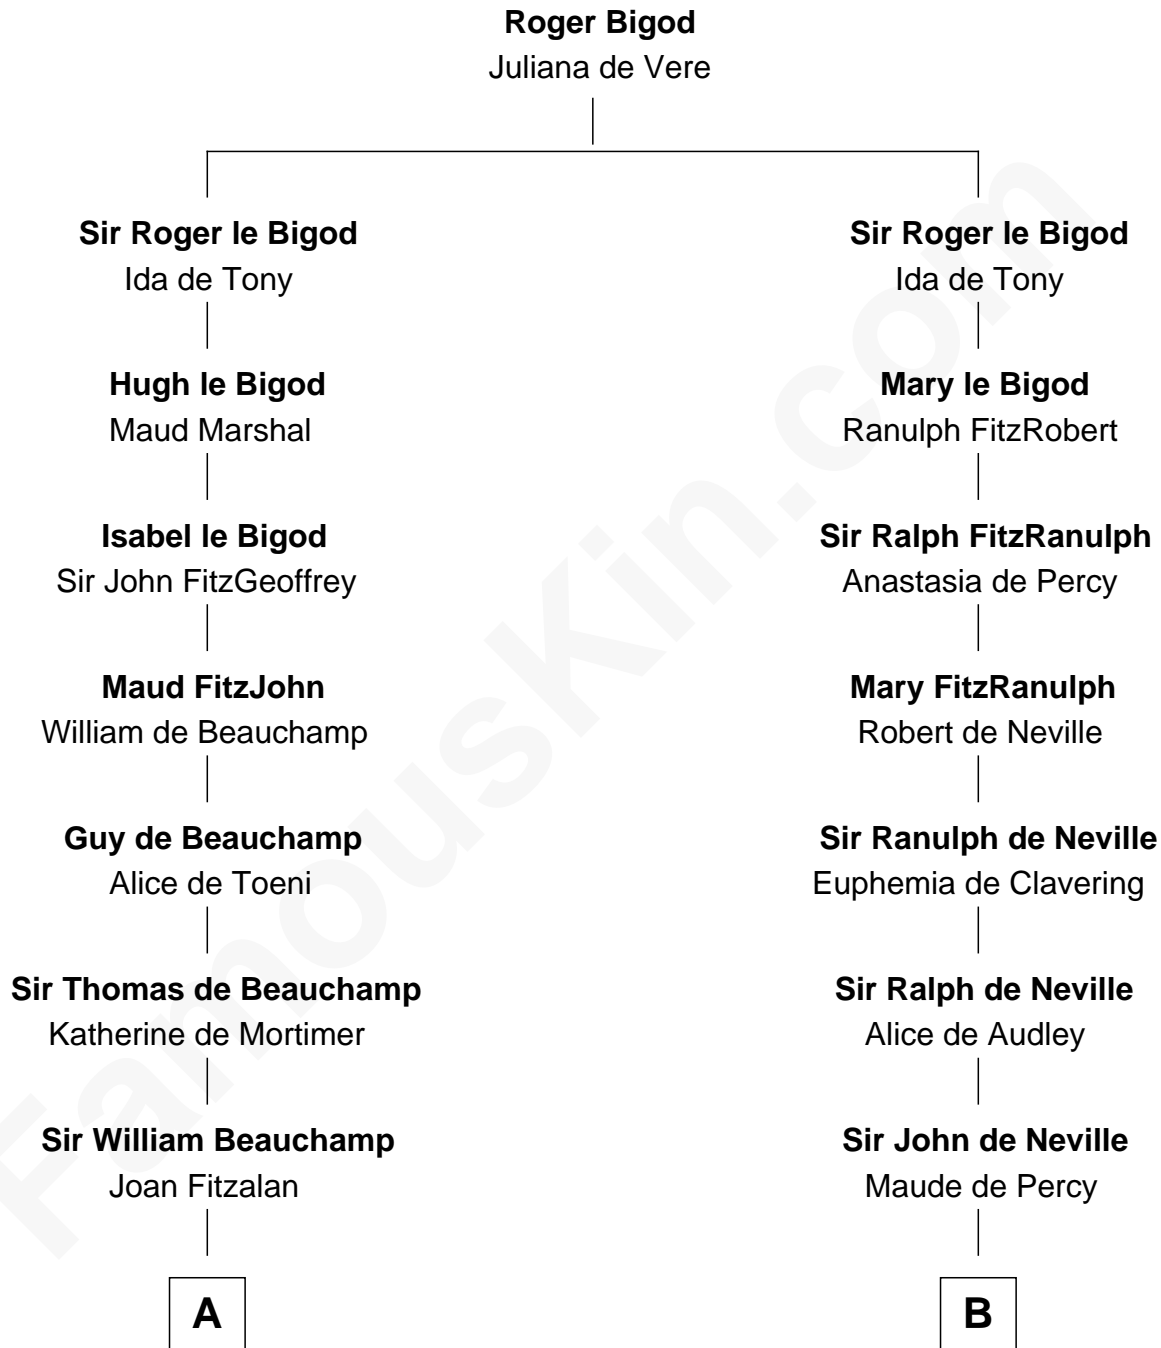 Roger Bigod
Juliana de Vere
Sir Roger le Bigod
Ida de Tony
Hugh le Bigod
Maud Marshal
Isabel le Bigod
Sir John FitzGeoffrey
Maud FitzJohn
William de Beauchamp
Guy de Beauchamp
Alice de Toeni
Sir Thomas de Beauchamp
Katherine de Mortimer
Sir William Beauchamp
Joan Fitzalan
A
Sir Roger le Bigod
Ida de Tony
Mary le Bigod
Ranulph FitzRobert
Sir Ralph FitzRanulph
Anastasia de Percy
Mary FitzRanulph
Robert de Neville
Sir Ranulph de Neville
Euphemia de Clavering
Sir Ralph de Neville
Alice de Audley
Sir John de Neville
Maude de Percy
B
FamousKin.com